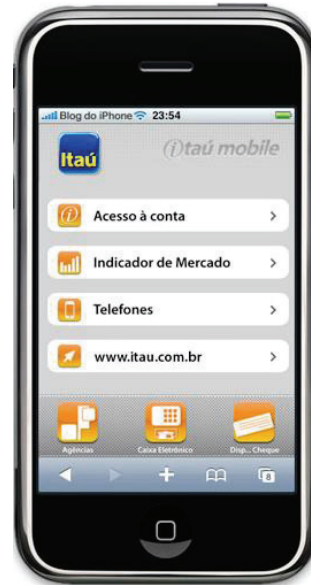 Blog do iPhone 23:54
Itaú
itaú mobile
Acesso à conta
Indicador de Mercado
Telefones
www.itau.com.br
Agências Caixa Eletrônico Disp... Cheque
8